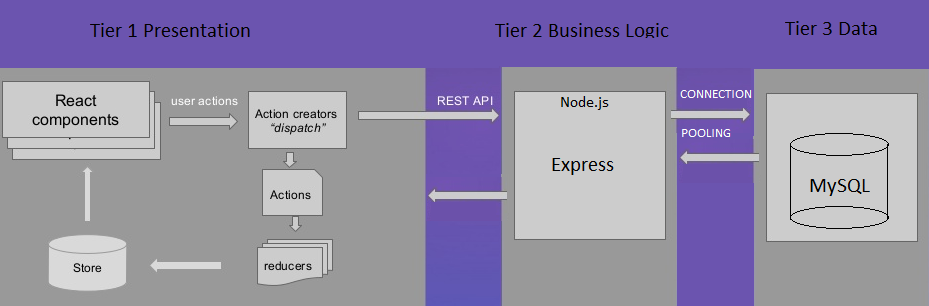 Tier 1 Presentation
Tier 2 Business Logic
Tier 3 Data
React
components
user actions
Action creators
“dispatch”
Actions
reducers
Store
REST API
Node.js
Express
CONNECTION
POOLING
MySQL